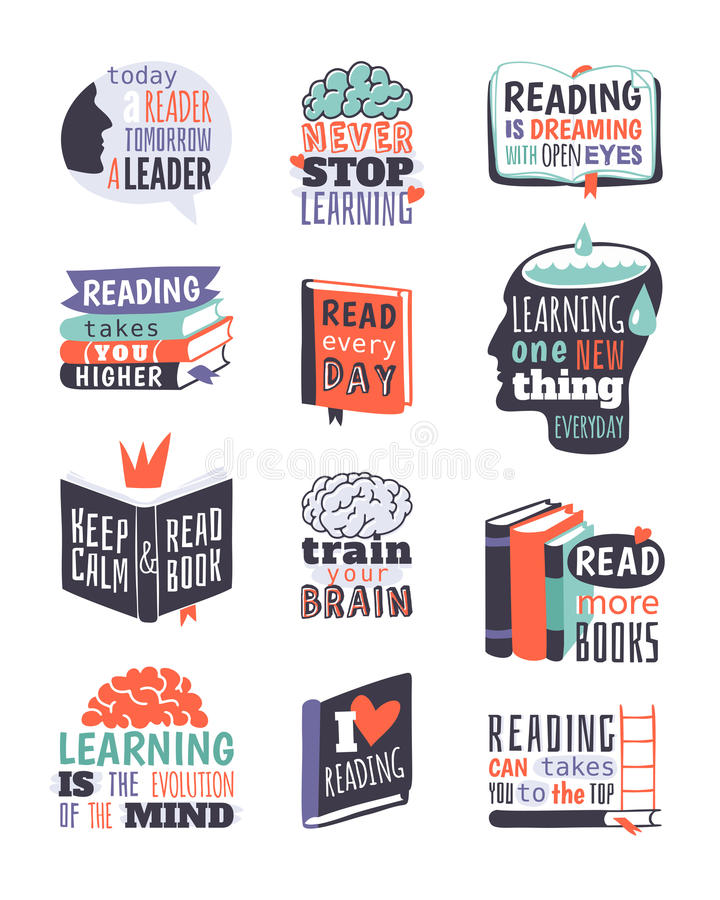 today
a READER
TOMORROW
A LEADER
NEVER
STOP
LEARNING
READING
IS DREAMING
WITH OPEN EYES
READING
takes
YOU
HIGHER
READ
every
DAY
LEARNING
one NEW
thing
EVERYDAY
KEEP
CALM
&
READ
BOOK
train
your
BRAIN
READ
more
BOOKS
LEARNING
IS THE EVOLUTION
OF THE MIND
I
READING
READING
CAN takes
YOU to the TOP
dreamstime